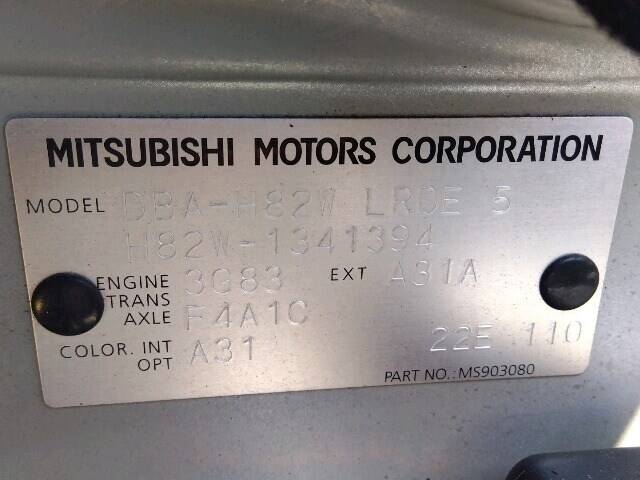 MITSUBISHI MOTORS CORPORATION
MODEL DBA-H82W LRDE 5
H82W-1341394
ENGINE 3G83 EXT A31A
TRANS AXLE F4A1C
COLOR. INT OPT A31 22E 110
PART NO.: MS903080